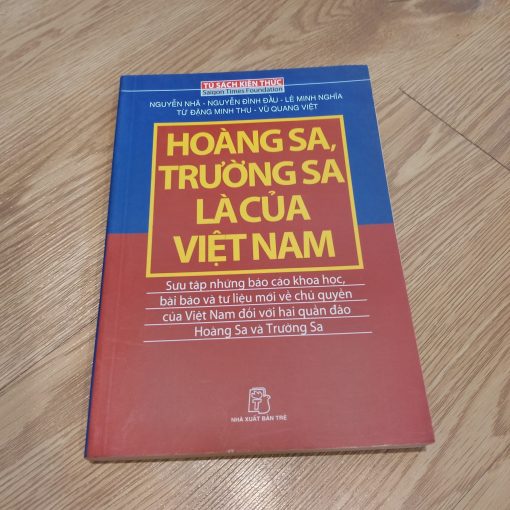 TỦ SÁCH KIẾN THỨC
Saigon Times Foundation
NGUYỄN NHÃ - NGUYỄN ĐÌNH ĐẦU - LÊ MINH NGHĨA
TỪ ĐẶNG MINH THU - VŨ QUANG VIỆT
HOÀNG SA,
TRƯỜNG SA
LÀ CỦA
VIỆT NAM
Sưu tập những báo cáo khoa học,
bài báo và tư liệu mới về chủ quyền
của Việt Nam đối với hai quần đảo
Hoàng Sa và Trường Sa
NHÀ XUẤT BẢN TRẺ